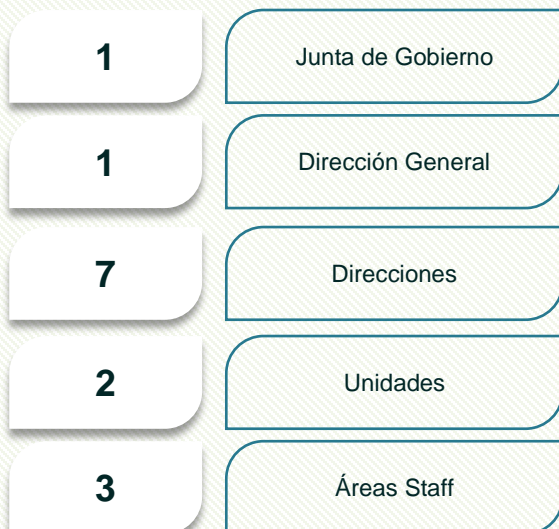 1 Junta de Gobierno
1 Dirección General
7 Direcciones
2 Unidades
3 Áreas Staff